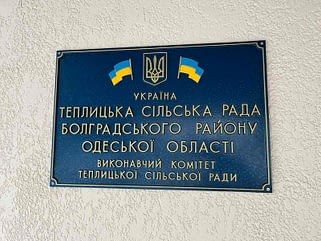 УКРАЇНА
ТЕПЛИЦЬКА СІЛЬСЬКА РАДА
БОЛГРАДСЬКОГО РАЙОНУ
ОДЕСЬКОЇ ОБЛАСТІ
ВИКОНАВЧИЙ КОМІТЕТ
ТЕПЛИЦЬКОЇ СІЛЬСЬКОЇ РАДИ